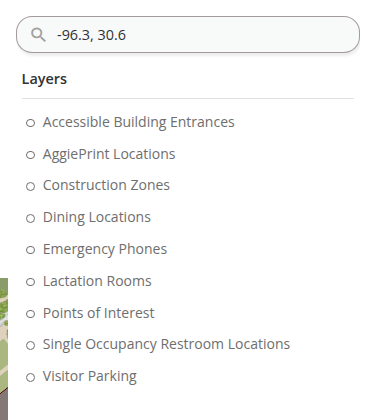 -96.3, 30.6
Layers
Accessible Building Entrances
AggiePrint Locations
Construction Zones
Dining Locations
Emergency Phones
Lactation Rooms
Points of Interest
Single Occupancy Restroom Locations
Visitor Parking